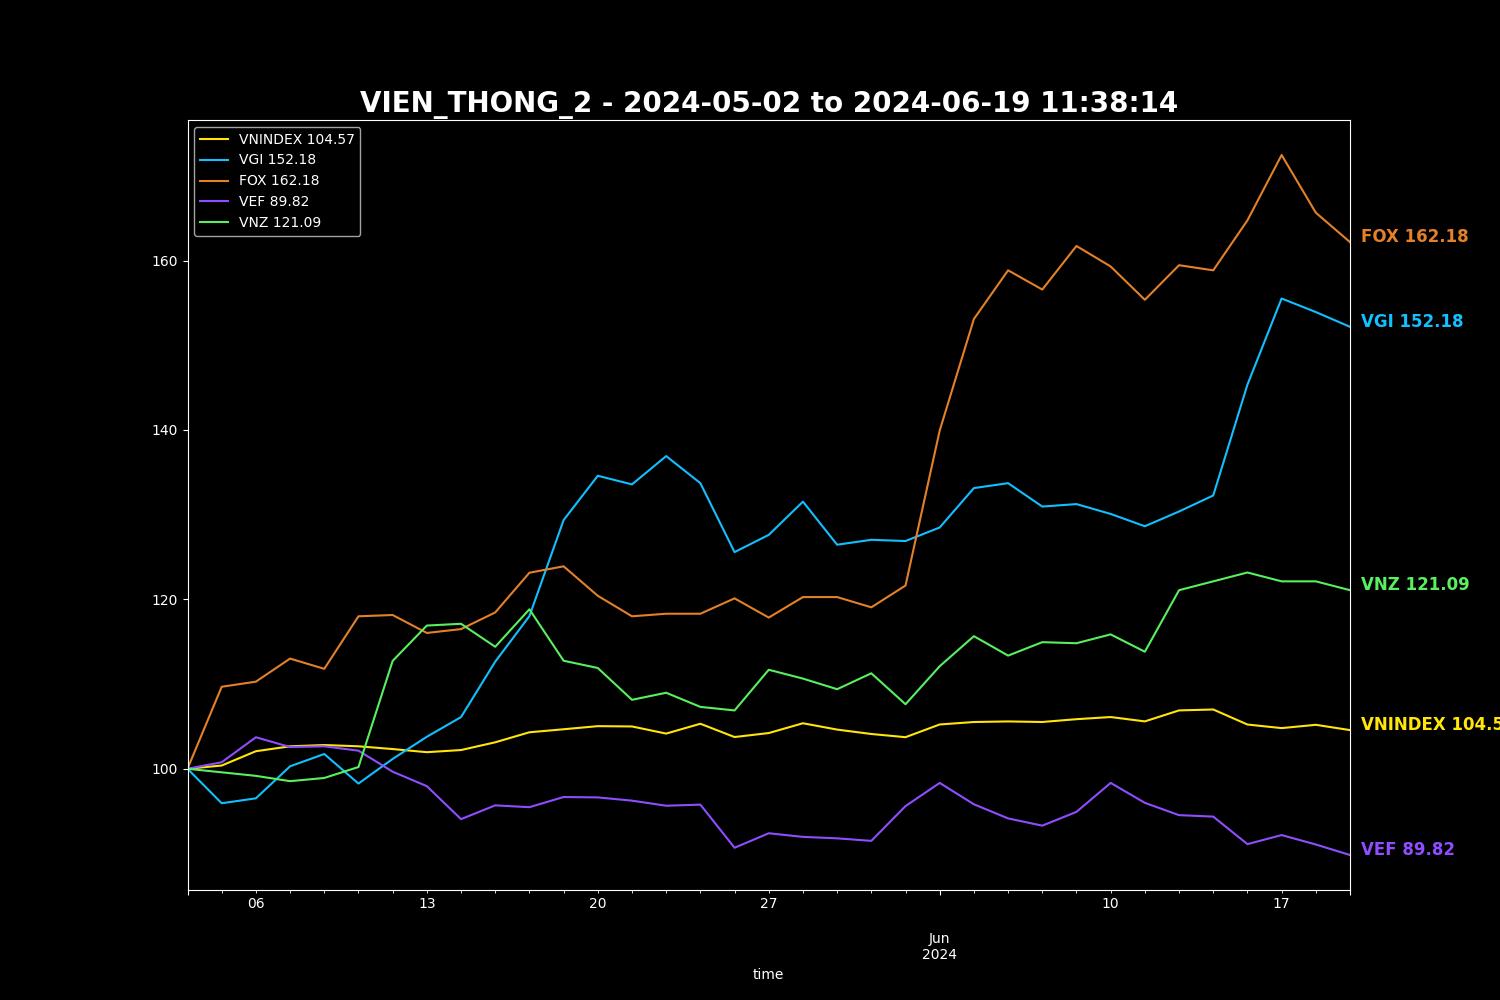 VIEN_THONG_2 - 2024-05-02 to 2024-06-19 11:38:14
VNINDEX 104.57
VGI 152.18
FOX 162.18
VEF 89.82
VNZ 121.09
160
140
120
100
FOX 162.18
VGI 152.18
VNZ 121.09
VNINDEX 104.5
VEF 89.82
06
13
20
27
10
17
Jun
2024
time